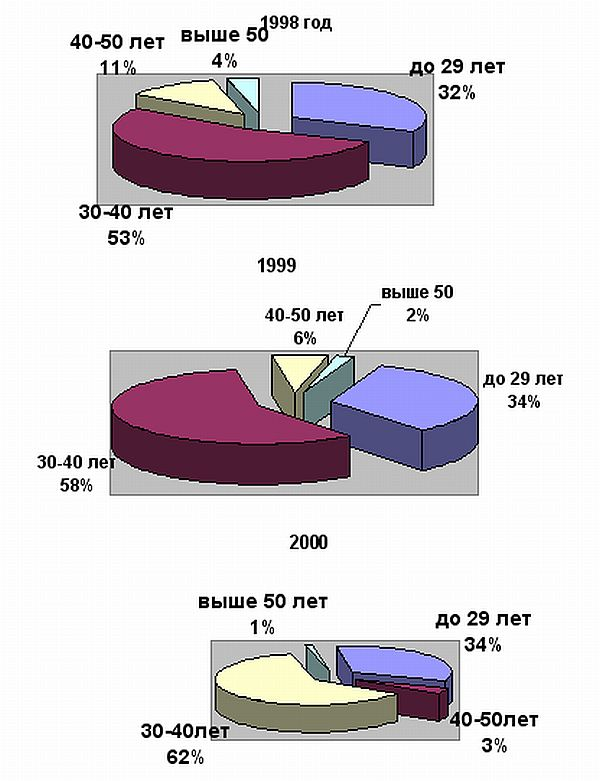 1998 год
40-50 лет
11%
выше 50
4%
до 29 лет
32%
30-40 лет
53%
1999
40-50 лет
6%
выше 50
2%
до 29 лет
34%
30-40 лет
58%
2000
выше 50 лет
1%
до 29 лет
34%
30-40лет
62%
40-50лет
3%